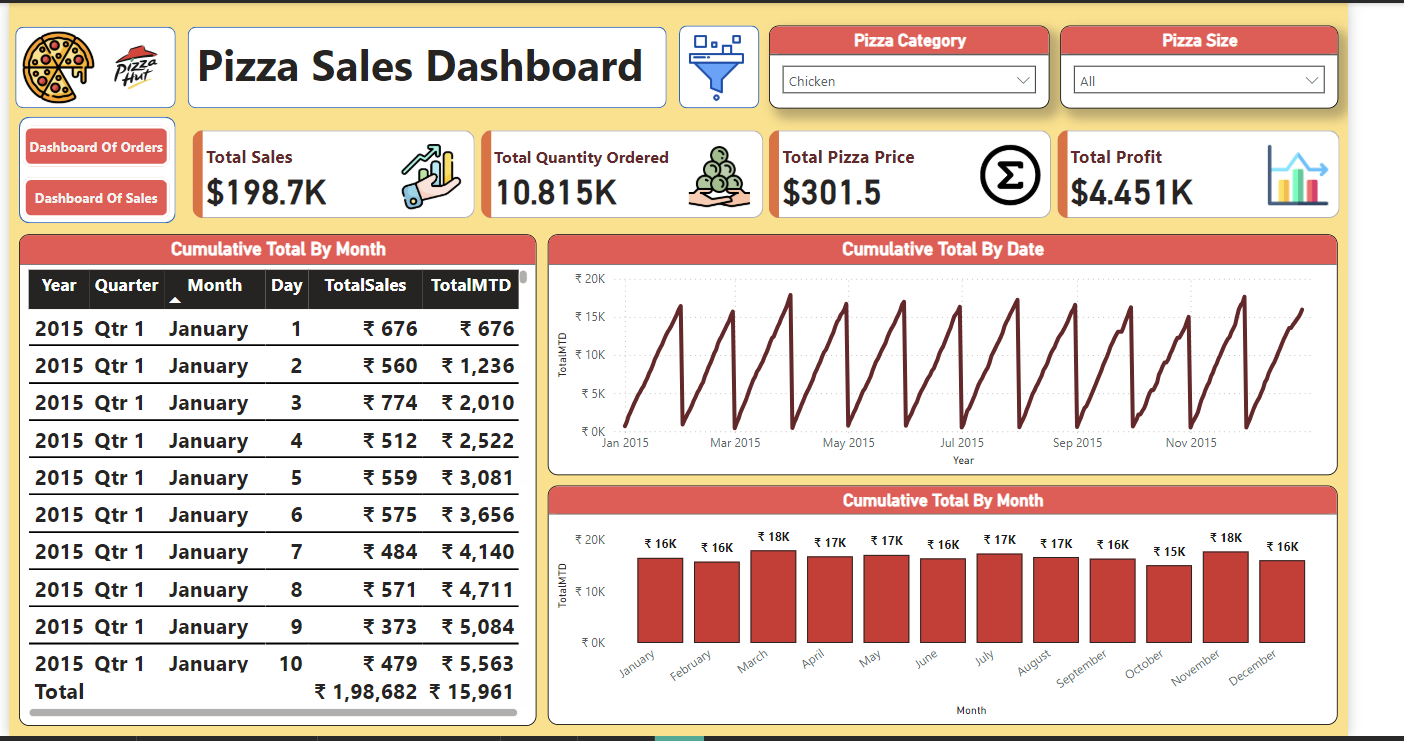 Pizza Hut
Pizza Sales Dashboard
Pizza Category
Chicken
Pizza Size
All
Dashboard Of Orders
Dashboard Of Sales
Total Sales
$198.7K
Total Quantity Ordered
10.815K
Total Pizza Price
$301.5
Σ
Total Profit
$4.451K
Cumulative Total By Month
Year Quarter Month Day TotalSales TotalMTD
2015 Qtr 1 January 1 ₹ 676 ₹ 676
2015 Qtr 1 January 2 ₹ 560 ₹ 1,236
2015 Qtr 1 January 3 ₹ 774 ₹ 2,010
2015 Qtr 1 January 4 ₹ 512 ₹ 2,522
2015 Qtr 1 January 5 ₹ 559 ₹ 3,081
2015 Qtr 1 January 6 ₹ 575 ₹ 3,656
2015 Qtr 1 January 7 ₹ 484 ₹ 4,140
2015 Qtr 1 January 8 ₹ 571 ₹ 4,711
2015 Qtr 1 January 9 ₹ 373 ₹ 5,084
2015 Qtr 1 January 10 ₹ 479 ₹ 5,563
Total ₹ 1,98,682 ₹ 15,961
Cumulative Total By Date
TotalMTD
₹ 20K
₹ 15K
₹ 10K
₹ 5K
₹ 0K
Jan 2015 Mar 2015 May 2015 Jul 2015 Sep 2015 Nov 2015
Year
Cumulative Total By Month
TotalMTD
₹ 20K
₹ 10K
₹ 0K
₹ 16K ₹ 16K ₹ 18K ₹ 17K ₹ 17K ₹ 16K ₹ 17K ₹ 17K ₹ 16K ₹ 15K ₹ 18K ₹ 16K
January February March April May June July August September October November December
Month